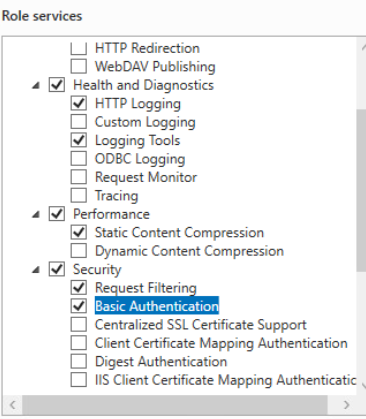 Role services
HTTP Redirection
WebDAV Publishing
Health and Diagnostics
HTTP Logging
Custom Logging
Logging Tools
ODBC Logging
Request Monitor
Tracing
Performance
Static Content Compression
Dynamic Content Compression
Security
Request Filtering
Basic Authentication
Centralized SSL Certificate Support
Client Certificate Mapping Authentication
Digest Authentication
IIS Client Certificate Mapping Authenticatic